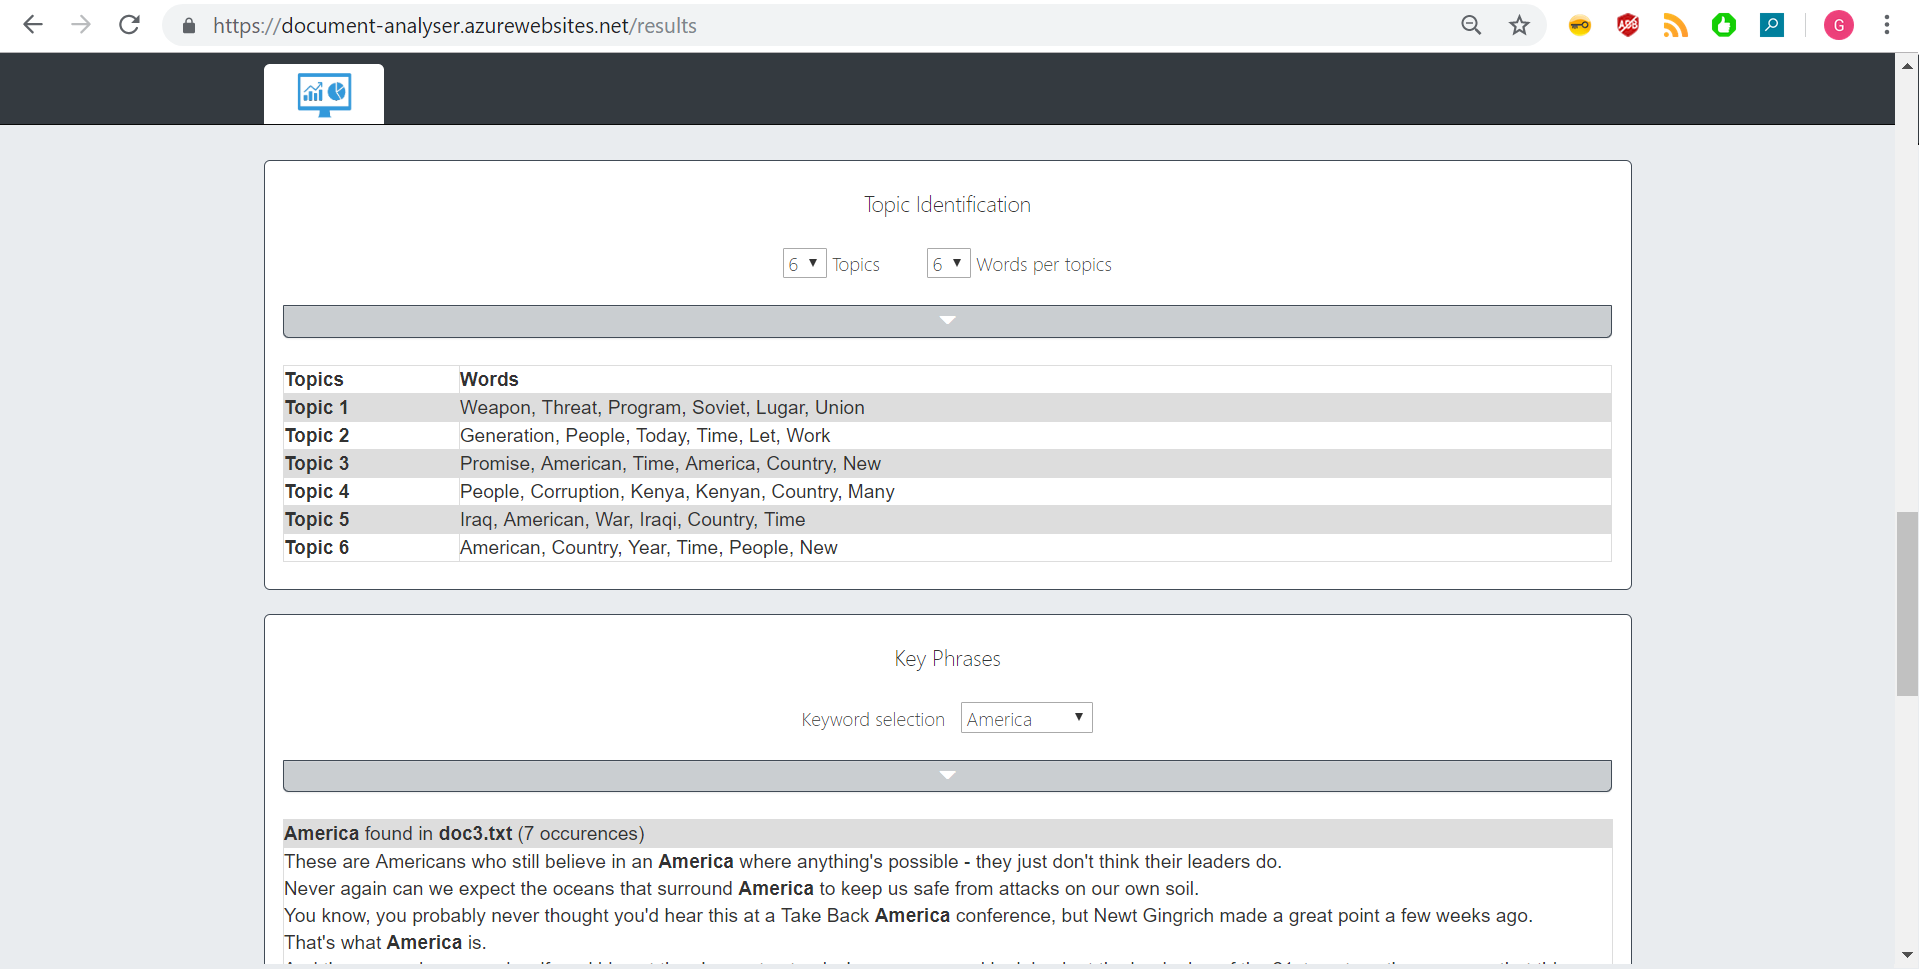 https://document-analyser.azurewebsites.net/results
ABP
G
Topic Identification
6 Topics 6 Words per topics
Topics Words
Topic 1 Weapon, Threat, Program, Soviet, Lugar, Union
Topic 2 Generation, People, Today, Time, Let, Work
Topic 3 Promise, American, Time, America, Country, New
Topic 4 People, Corruption, Kenya, Kenyan, Country, Many
Topic 5 Iraq, American, War, Iraqi, Country, Time
Topic 6 American, Country, Year, Time, People, New
Key Phrases
Keyword selection America
America found in doc3.txt (7 occurences)
These are Americans who still believe in an America where anything's possible - they just don't think their leaders do.
Never again can we expect the oceans that surround America to keep us safe from attacks on our own soil.
You know, you probably never thought you'd hear this at a Take Back America conference, but Newt Gingrich made a great point a few weeks ago.
That's what America is.